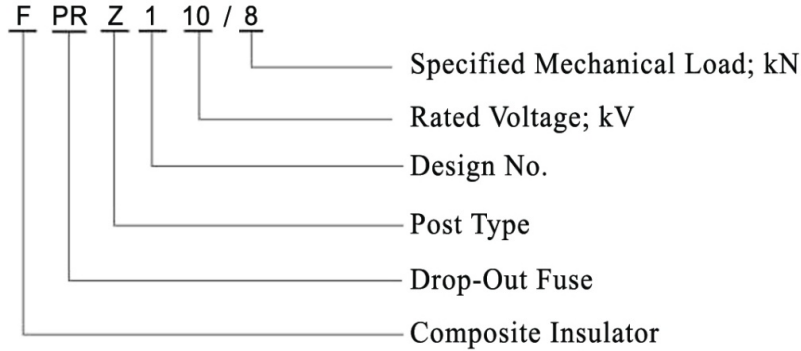 F PR Z 1 10 / 8
Specified Mechanical Load; kN
Rated Voltage; kV
Design No.
Post Type
Drop-Out Fuse
Composite Insulator